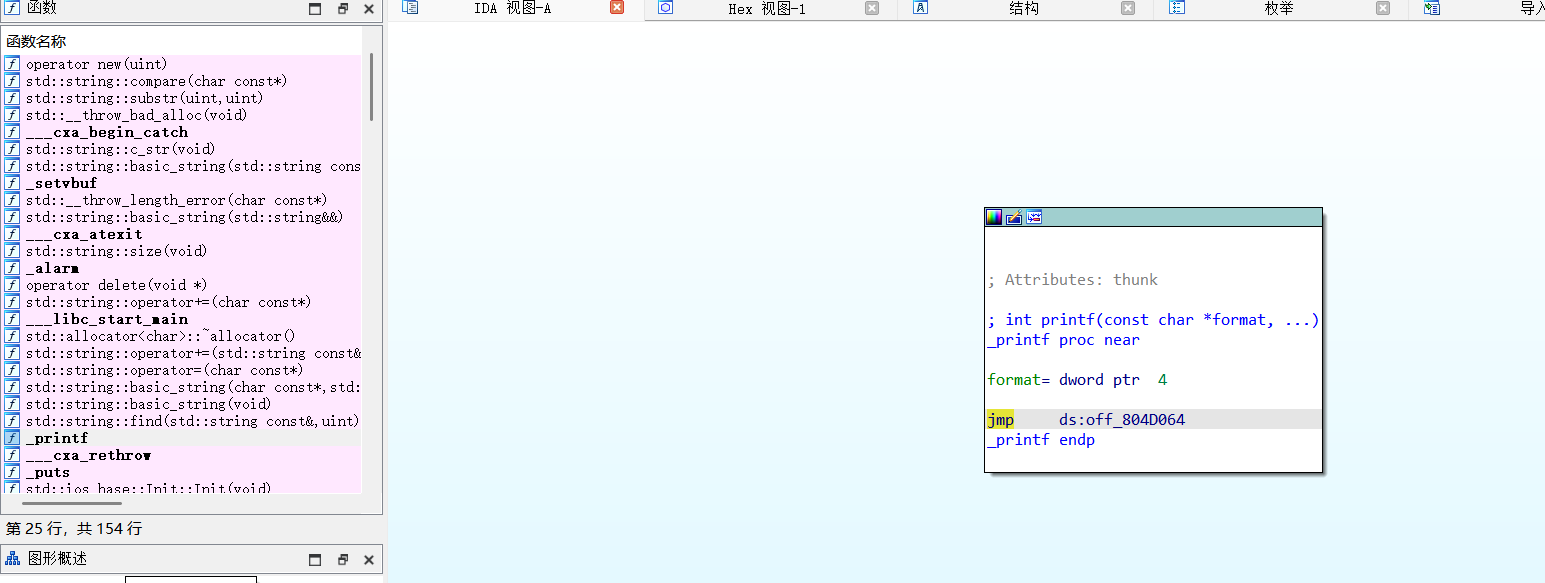 函数
IDA 视图-A
Hex 视图-1
结构
枚举
导入
函数名称
operator new(uint)
std::string::compare(char const*)
std::string::substr(uint,uint)
std::__throw_bad_alloc(void)
___cxa_begin_catch
std::string::c_str(void)
std::string::basic_string(std::string cons
_setvbuf
std::__throw_length_error(char const*)
std::string::basic_string(std::string&&)
___cxa_atexit
std::string::size(void)
_alarm
operator delete(void *)
std::string::operator+=(char const*)
___libc_start_main
std::allocator<char>::~allocator()
std::string::operator+=(std::string const&
std::string::operator=(char const*)
std::string::basic_string(char const*,std:
std::string::basic_string(void)
std::string::find(std::string const&,uint)
_printf
___cxa_rethrow
_puts
std::ios_base::Init::Init(void)
第 25 行，共 154 行
图形概述
; Attributes: thunk
; int printf(const char *format, ...)
_printf proc near
format= dword ptr  4
jmp     ds:off_804D064
_printf endp